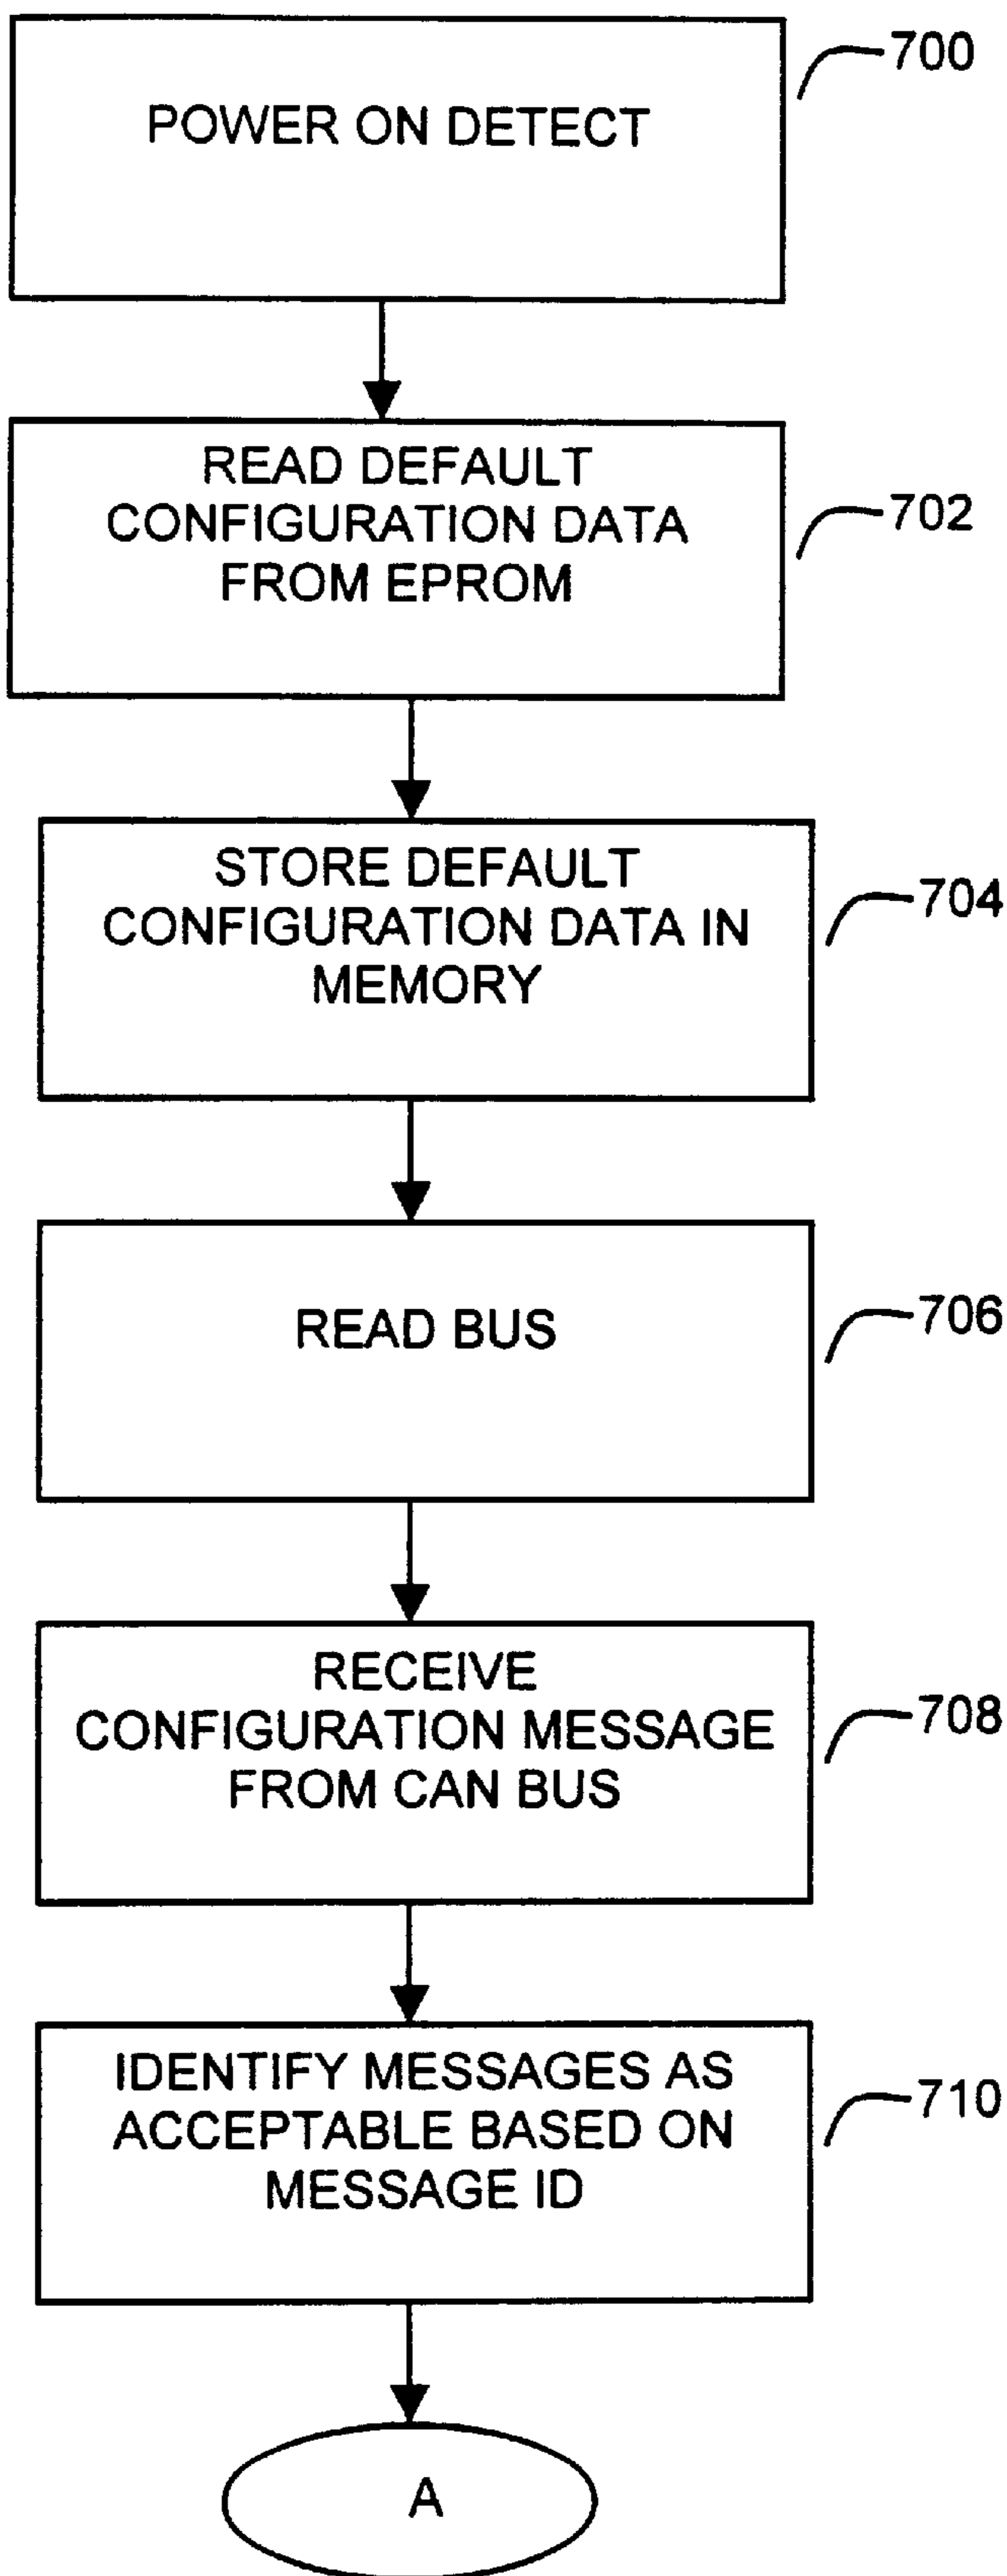 POWER ON DETECT
700
READ DEFAULT
CONFIGURATION DATA
FROM EPROM
702
STORE DEFAULT
CONFIGURATION DATA IN
MEMORY
704
READ BUS
706
RECEIVE
CONFIGURATION MESSAGE
FROM CAN BUS
708
IDENTIFY MESSAGES AS
ACCEPTABLE BASED ON
MESSAGE ID
710
A